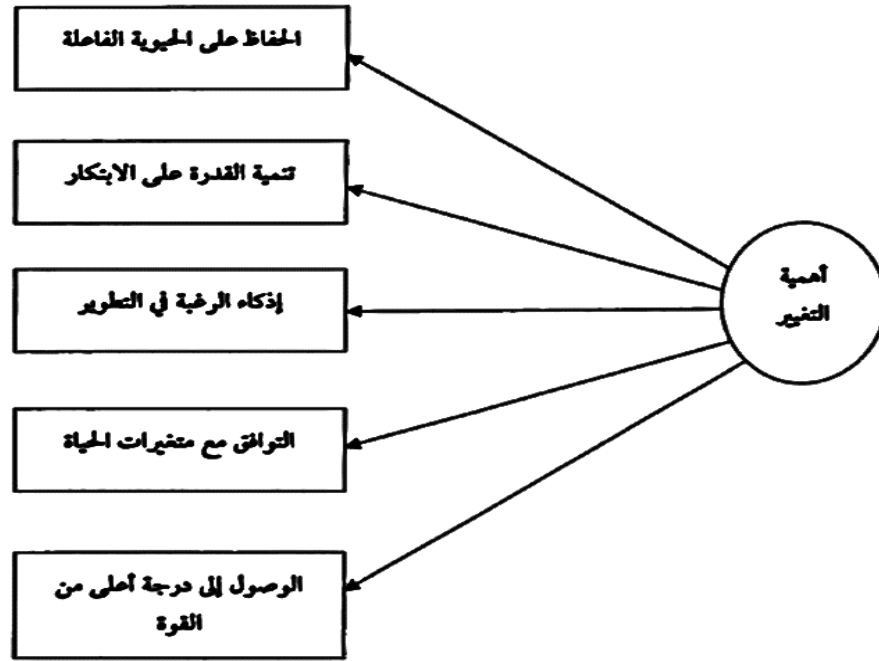 أهمية
التغيير
الحفاظ على الحيوية الفاعلة
تنمية القدرة على الابتكار
إذكاء الرغبة في التطوير
التوافق مع متغيرات الحياة
الوصول إلى درجة أعلى من
القوة